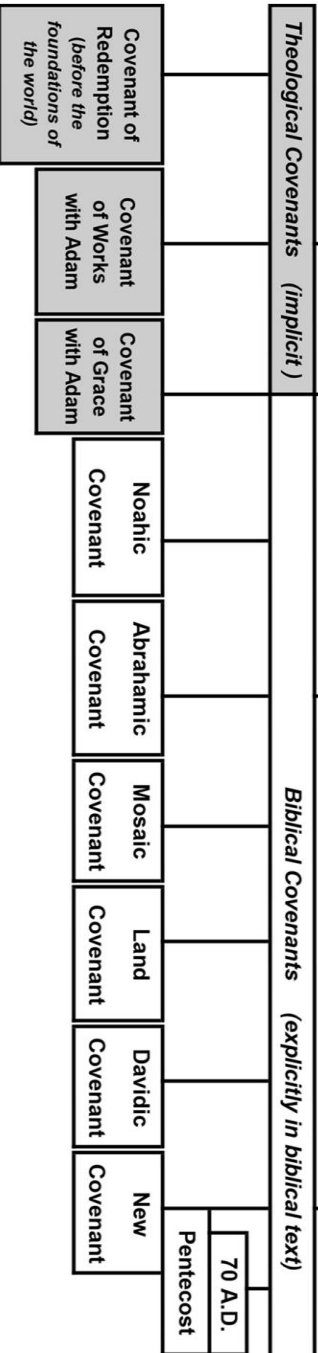 Theological Covenants (implicit )
Biblical Covenants (explicitly in biblical text)
Covenant of
Redemption
(before the
foundations of
the world)
Covenant
of Works
with Adam
Covenant
of Grace
with Adam
Noahic
Covenant
Abrahamic
Covenant
Mosaic
Covenant
Land
Covenant
Davidic
Covenant
New
Covenant
70 A.D.
Pentecost